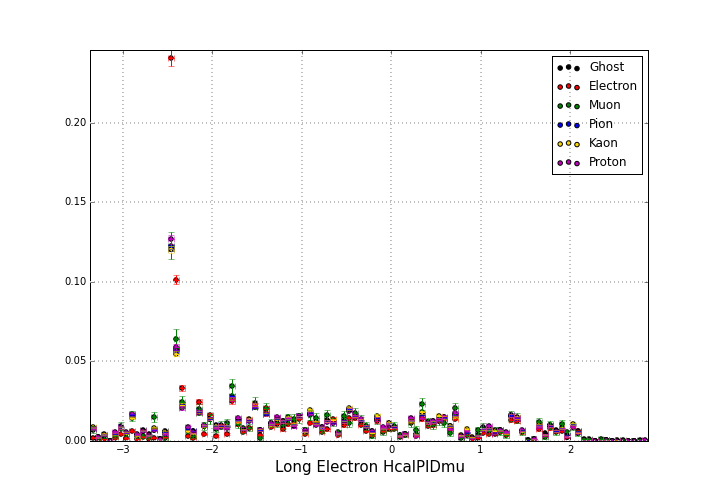 Ghost
Electron
Muon
Pion
Kaon
Proton
0.20
0.15
0.10
0.05
0.00
−3 −2 −1 0 1 2
Long Electron HcalPIDmu